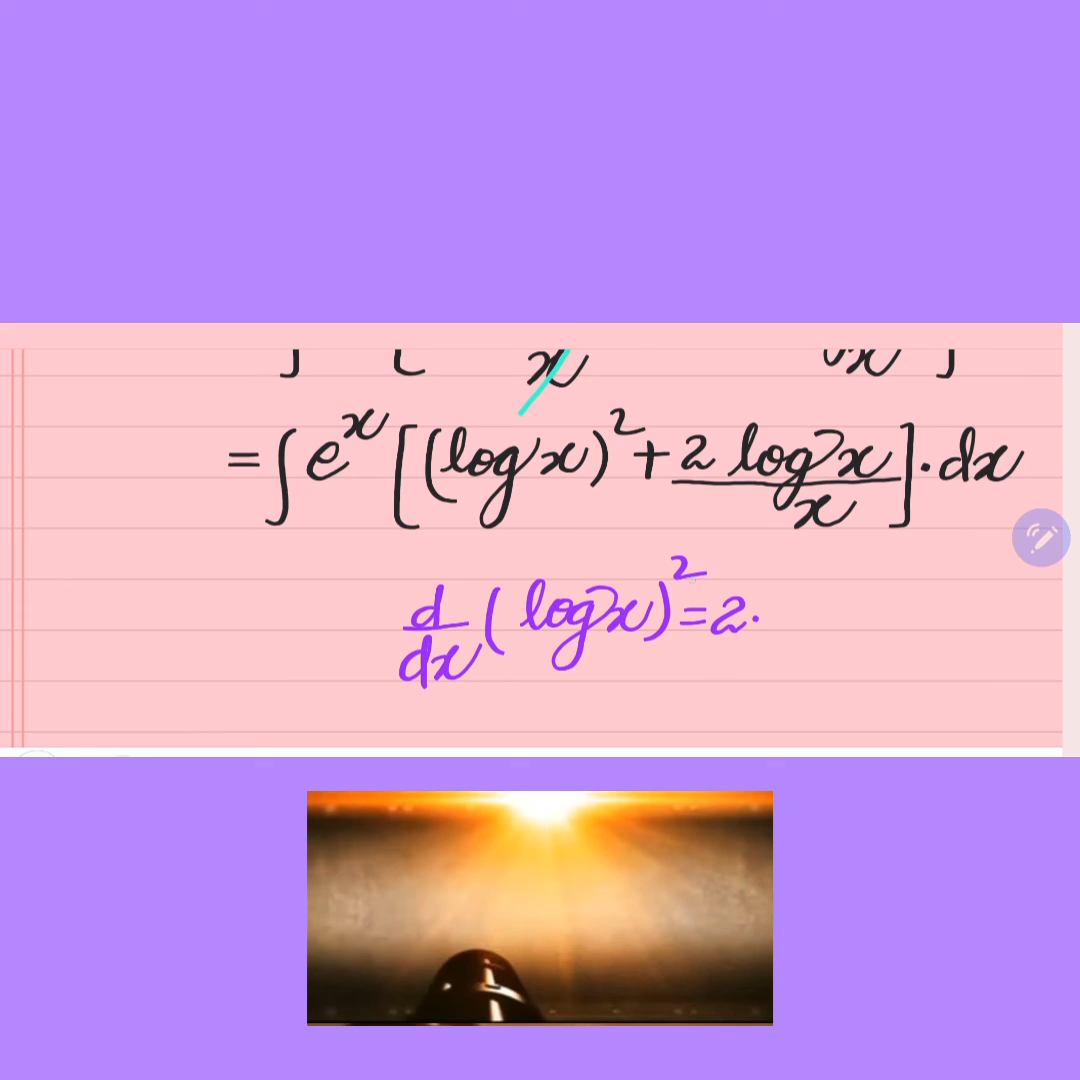 = ∫ eˣ [(log x)² + 2 log x / x] . dx
d/dx (log x)² = 2.